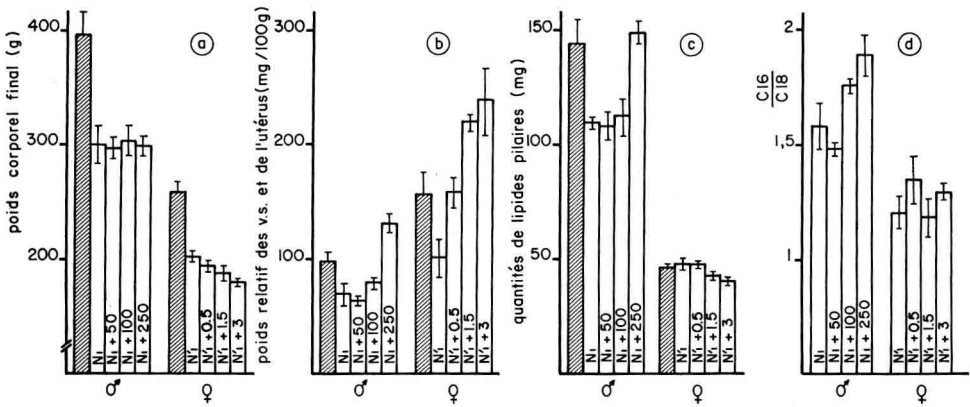 poids corporel final (g)
400
300
200
a
N₁
N₁ + 50
N₁ + 100
N₁ + 250
N'₁
N'₁ + 0.5
N'₁ + 1.5
N'₁ + 3
♂
♀
poids relatif des v.s. et de l'utérus (mg/100g)
300
200
100
b
N₁
N₁ + 50
N₁ + 100
N₁ + 250
N'₁
N'₁ + 0.5
N'₁ + 1.5
N'₁ + 3
♂
♀
quantités de lipides pilaires (mg)
150
100
50
c
N₁
N₁ + 50
N₁ + 100
N₁ + 250
N'₁
N'₁ + 0.5
N'₁ + 1.5
N'₁ + 3
♂
♀
C16
C18
2
1,5
1
d
N₁
N₁ + 50
N₁ + 100
N₁ + 250
N'₁
N'₁ + 0.5
N'₁ + 1.5
N'₁ + 3
♂
♀